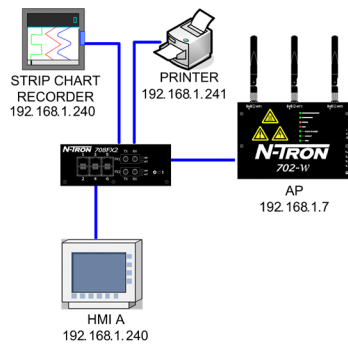 STRIP CHART
RECORDER
192.168.1.240
PRINTER
192.168.1.241
N-TRON 708FX2
N-TRON
702-W
AP
192.168.1.7
HMI A
192.168.1.240